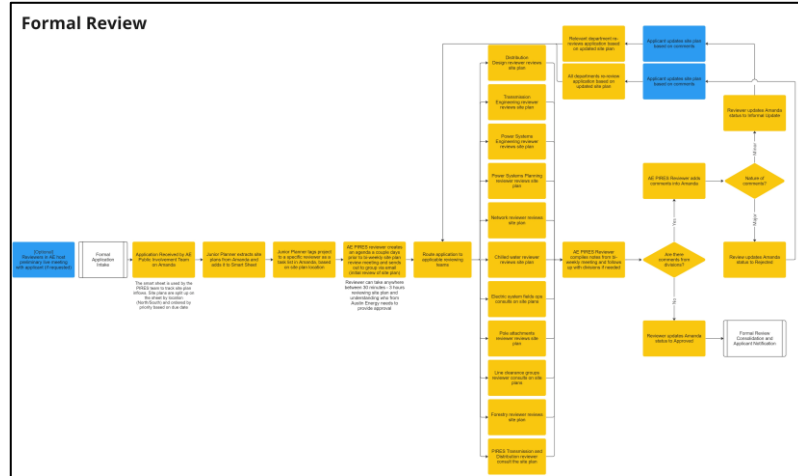 Formal Review
Relevant department re-
reviews application based
on updated site plan
Applicant updates site plan
based on comments
All departments re-review
application based on
updated site plan
Applicant updates site plan
based on comments
Distribution
Design reviewer reviews
site plan
Transmission
Engineering reviewer
reviews site plan
Power Systems
Engineering reviewer
reviews site plan
Power Systems Planning
reviewer reviews site
plan
Network reviewer reviews
site plan
Chilled water reviewer
reviews site plan
Electric system fields ops
consults on site plans
Pole attachments
reviewer reviews site
plan
Line clearance groups
reviewer consults on site
plans
Forestry reviewer reviews
site plan
PIRES Transmission and
Distribution reviewer
consult the site plan
[Optional]
Reviewers in AE host
preliminary live meeting
with applicant (if requested)
Formal
Application
Intake
Application Received by AE
Public Involvement Team
on Amanda
The smart sheet is used by the
PIRES team to track site plan
Site plans are split up on
the sheet by location
(North/South) and ordered by
priority based on due date
Junior Planner extracts site
plans from Amanda and
adds it to Smart Sheet
Junior Planner tags project
to a specific reviewer as a
task list in Amanda, based
on site plan location
AE PIRES reviewer creates
an agenda a couple days
prior to bi-weekly site plan
review meeting and sends
out to group via email
(initial review of site plan)
Reviewer can take anywhere
between 30 minutes - 3 hours
reviewing site plan and
understanding who from
Austin Energy needs to
provide approval
Route application to
applicable reviewing
teams
AE PIRES Reviewer
compiles notes from bi-
weekly meeting and follows
up with divisions if needed
Are there
comments from
divisions?
Yes
No
AE PIRES Reviewer adds
comments into Amanda
Nature of
comments?
Minor
Major
Reviewer updates Amanda
status to Informal Update
Review updates Amanda
status to Rejected
Reviewer updates Amanda
status to Approved
Formal Review
Consolidation and
Applicant Notification